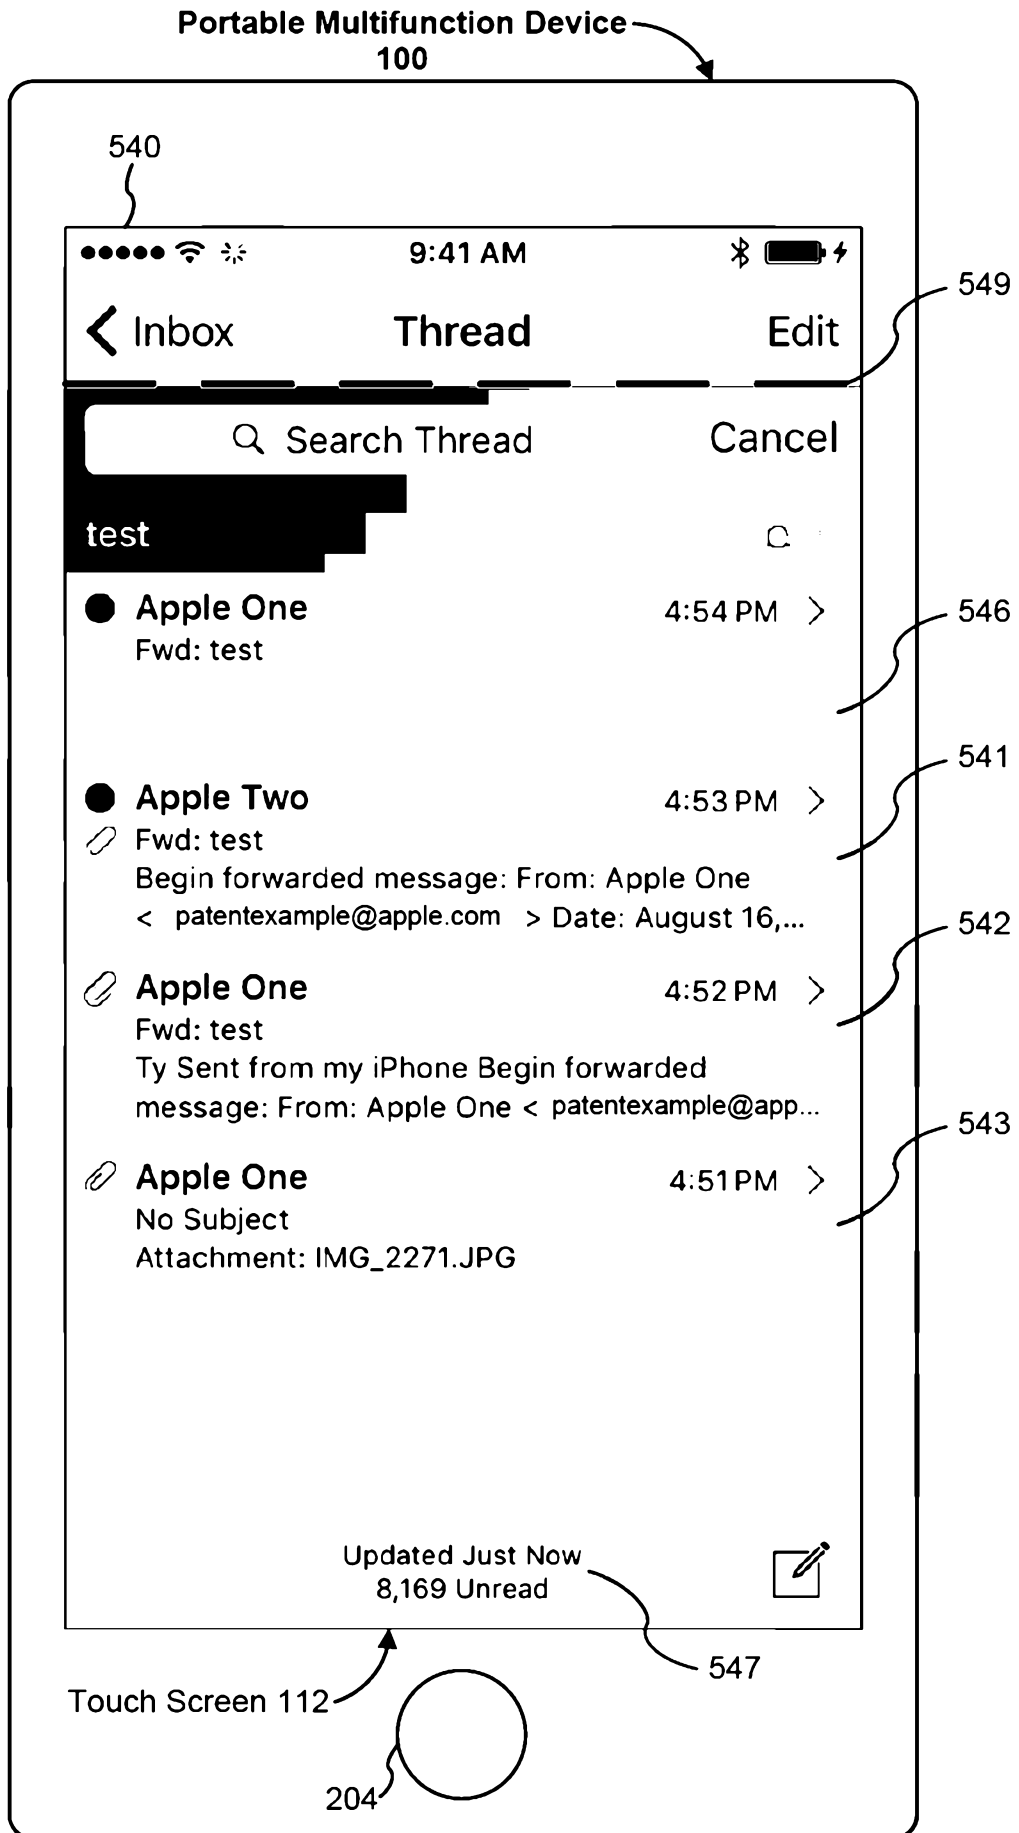 Portable Multifunction Device
100
540
9:41 AM
549
Inbox Thread Edit
Search Thread Cancel
test
Apple One 4:54 PM
546
Fwd: test
541
Apple Two 4:53 PM
Fwd: test
Begin forwarded message: From: Apple One
< patentexample@apple.com > Date: August 16,...
542
Apple One 4:52 PM
Fwd: test
Ty Sent from my iPhone Begin forwarded
message: From: Apple One < patentexample@app...
543
Apple One 4:51 PM
No Subject
Attachment: IMG_2271.JPG
Updated Just Now
8,169 Unread
547
Touch Screen 112
204